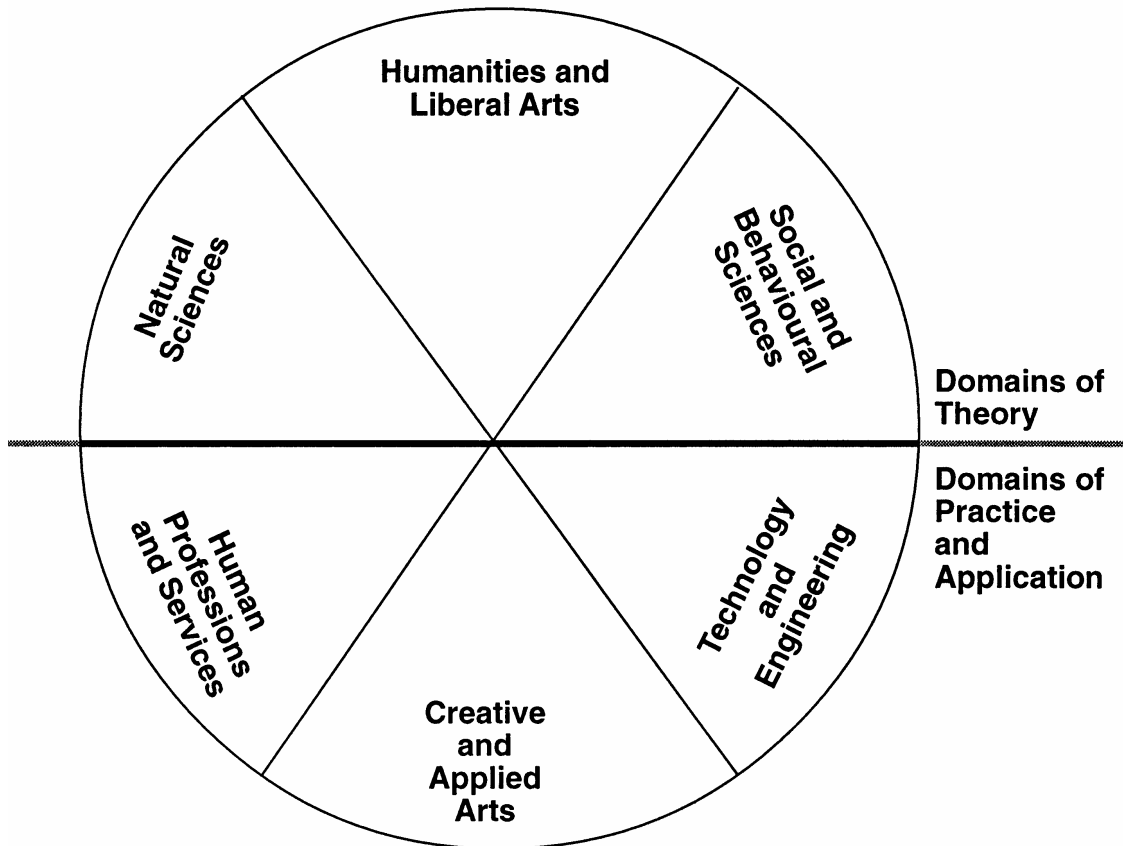 Humanities and
Liberal Arts
Natural
Sciences
Social and
Behavioural
Sciences
Domains of
Theory
Domains of
Practice
and
Application
Human
Professions
and Services
Technology
and
Engineering
Creative
and
Applied
Arts